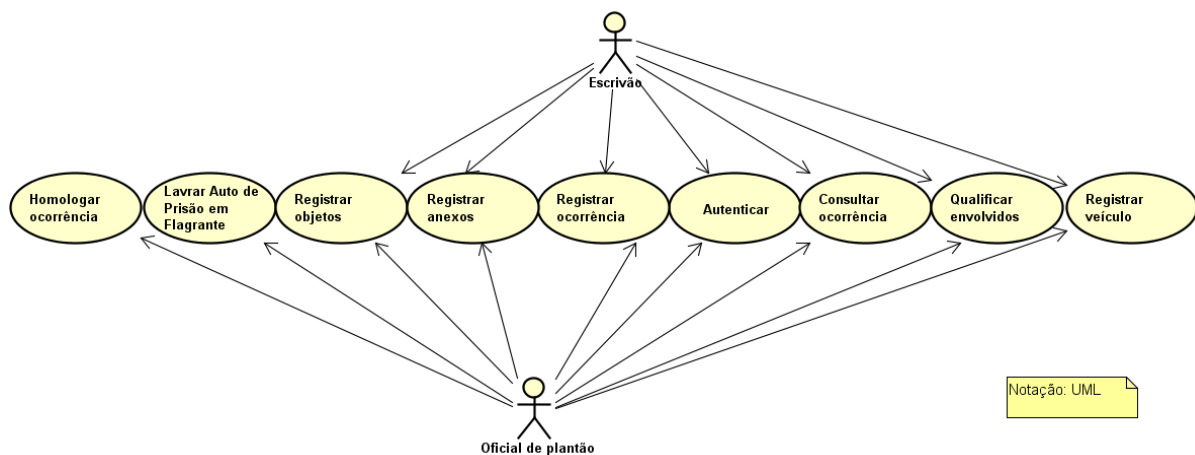 Escrivão
Homologar
ocorrência
Lavrar Auto de
Prisão em
Flagrante
Registrar
objetos
Registrar
anexos
Registrar
ocorrência
Autenticar
Consultar
ocorrência
Qualificar
envolvidos
Registrar
veículo
Notação: UML
Oficial de plantão